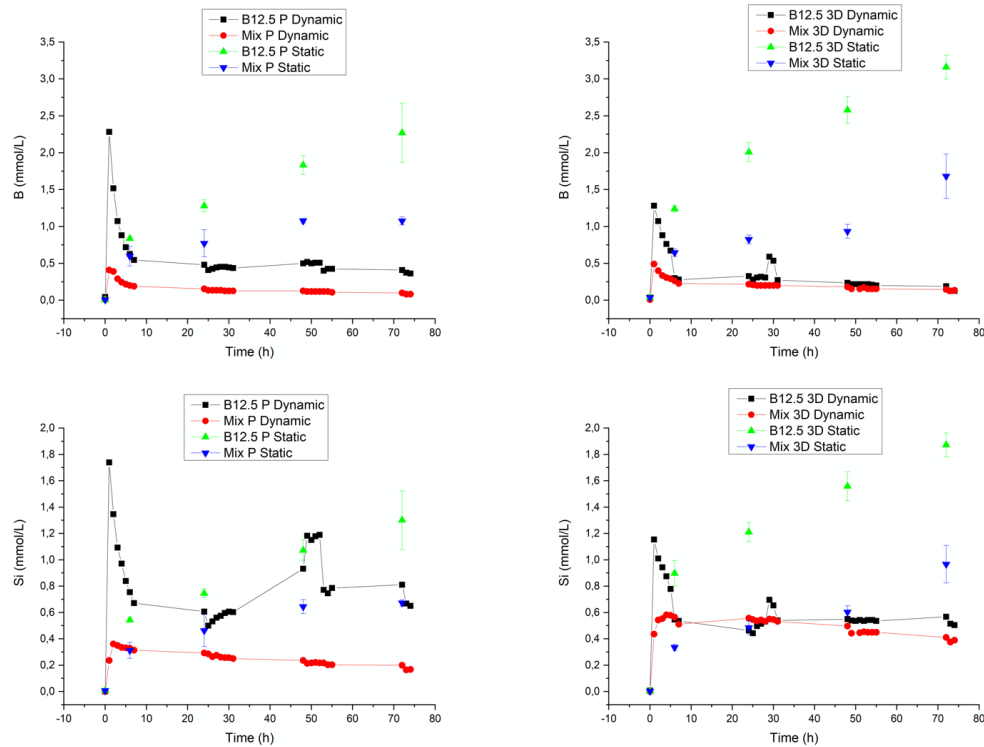 B12.5 P Dynamic
Mix P Dynamic
B12.5 P Static
Mix P Static
3,5
3,0
2,5
2,0
1,5
1,0
0,5
0,0
B (mmol/L)
-10 0 10 20 30 40 50 60 70 80
Time (h)
B12.5 3D Dynamic
Mix 3D Dynamic
B12.5 3D Static
Mix 3D Static
3,5
3,0
2,5
2,0
1,5
1,0
0,5
0,0
B (mmol/L)
-10 0 10 20 30 40 50 60 70 80
Time (h)
B12.5 P Dynamic
Mix P Dynamic
B12.5 P Static
Mix P Static
2,0
1,8
1,6
1,4
1,2
1,0
0,8
0,6
0,4
0,2
0,0
Si (mmol/L)
-10 0 10 20 30 40 50 60 70 80
Time (h)
B12.5 3D Dynamic
Mix 3D Dynamic
B12.5 3D Static
Mix 3D Static
2,0
1,8
1,6
1,4
1,2
1,0
0,8
0,6
0,4
0,2
0,0
Si (mmol/L)
-10 0 10 20 30 40 50 60 70 80
Time (h)